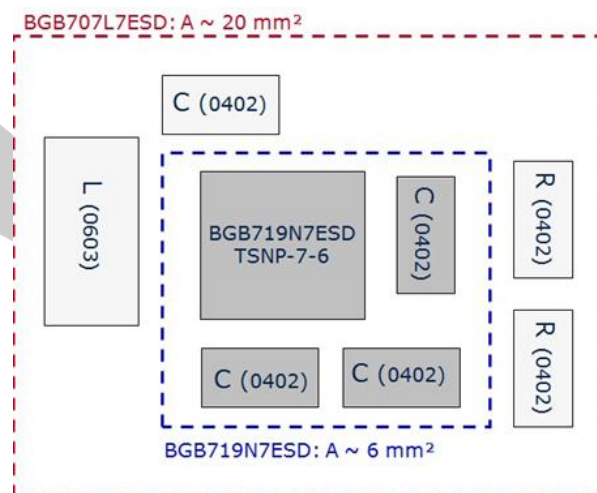 BGB707L7ESD: A ~ 20 mm²
C (0402)
L (0603)
BGB719N7ESD
TSNP-7-6
C (0402)
R (0402)
R (0402)
C (0402)
C (0402)
BGB719N7ESD: A ~ 6 mm²